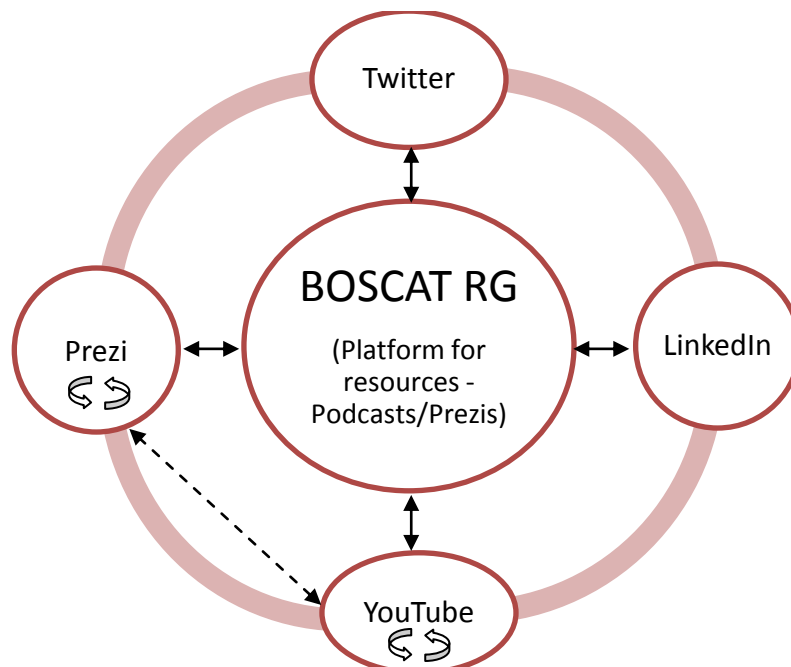 Twitter
BOSCAT RG
(Platform for
resources -
Podcasts/Prezis)
Prezi
LinkedIn
YouTube